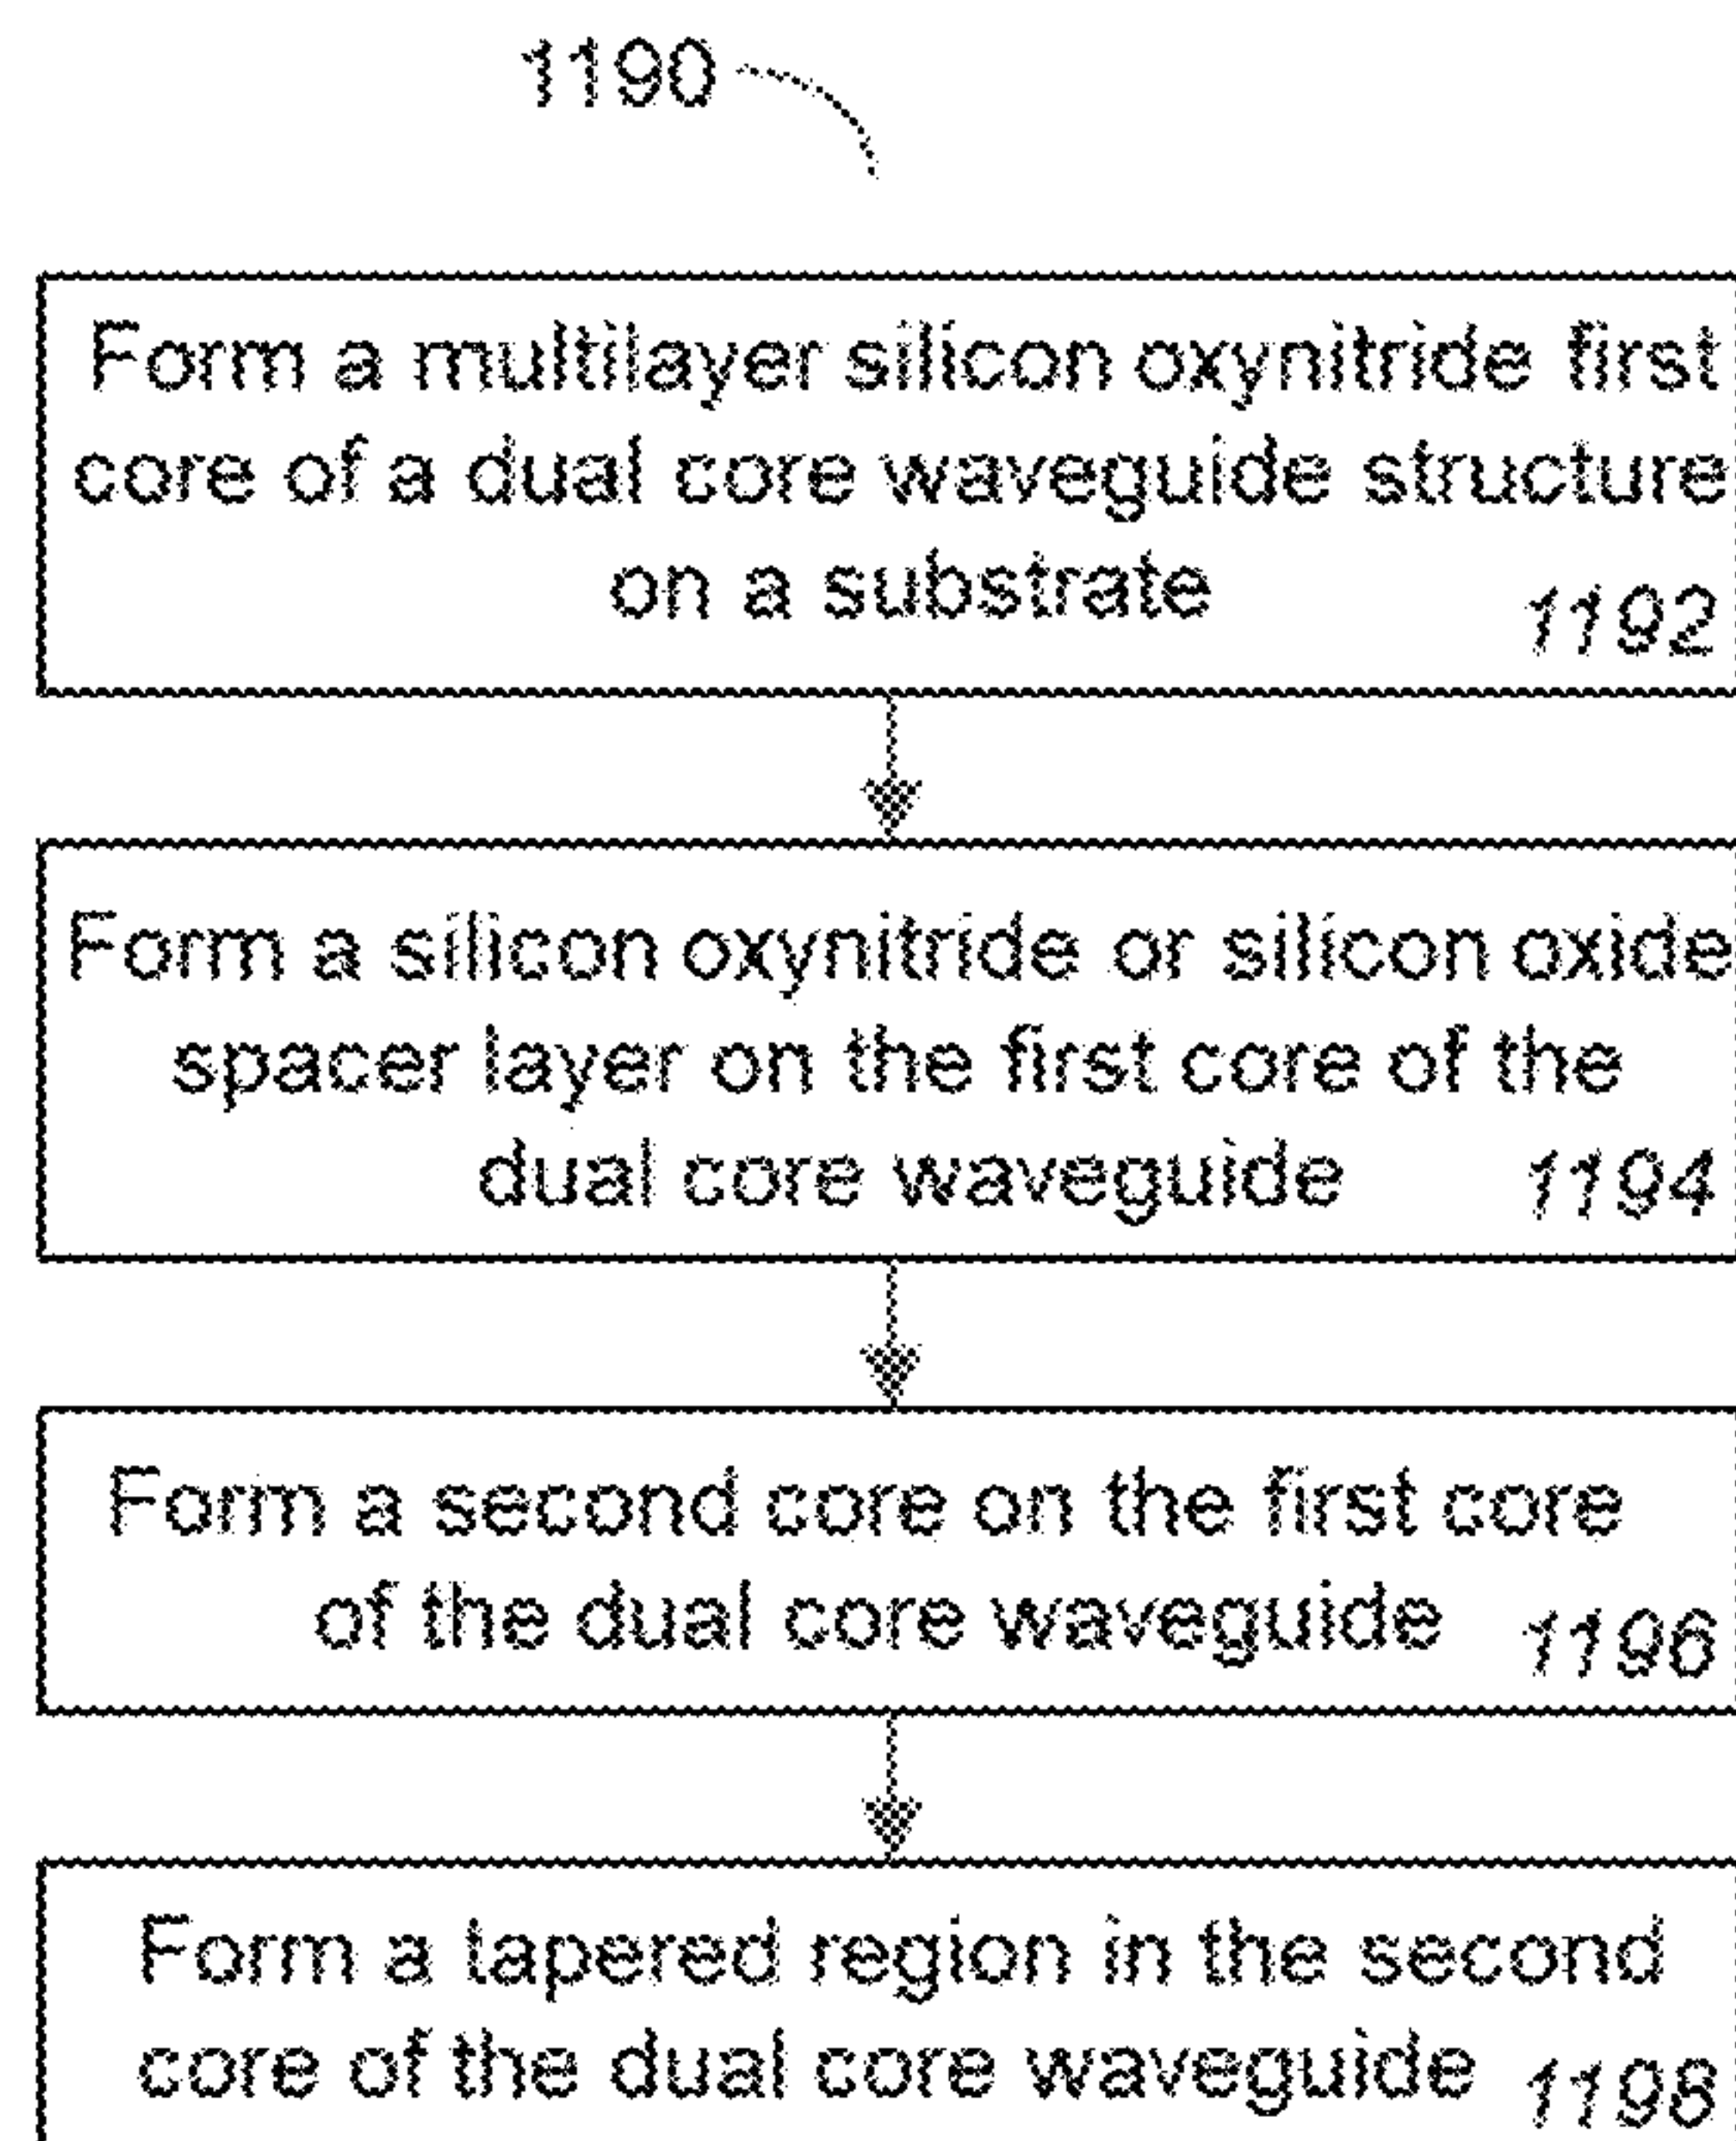 1190
Form a multilayer silicon oxynitride first
core of a dual core waveguide structure
on a substrate
1192
Form a silicon oxynitride or silicon oxide
spacer layer on the first core of the
dual core waveguide
1194
Form a second core on the first core
of the dual core waveguide
1196
Form a tapered region in the second
core of the dual core waveguide
1198